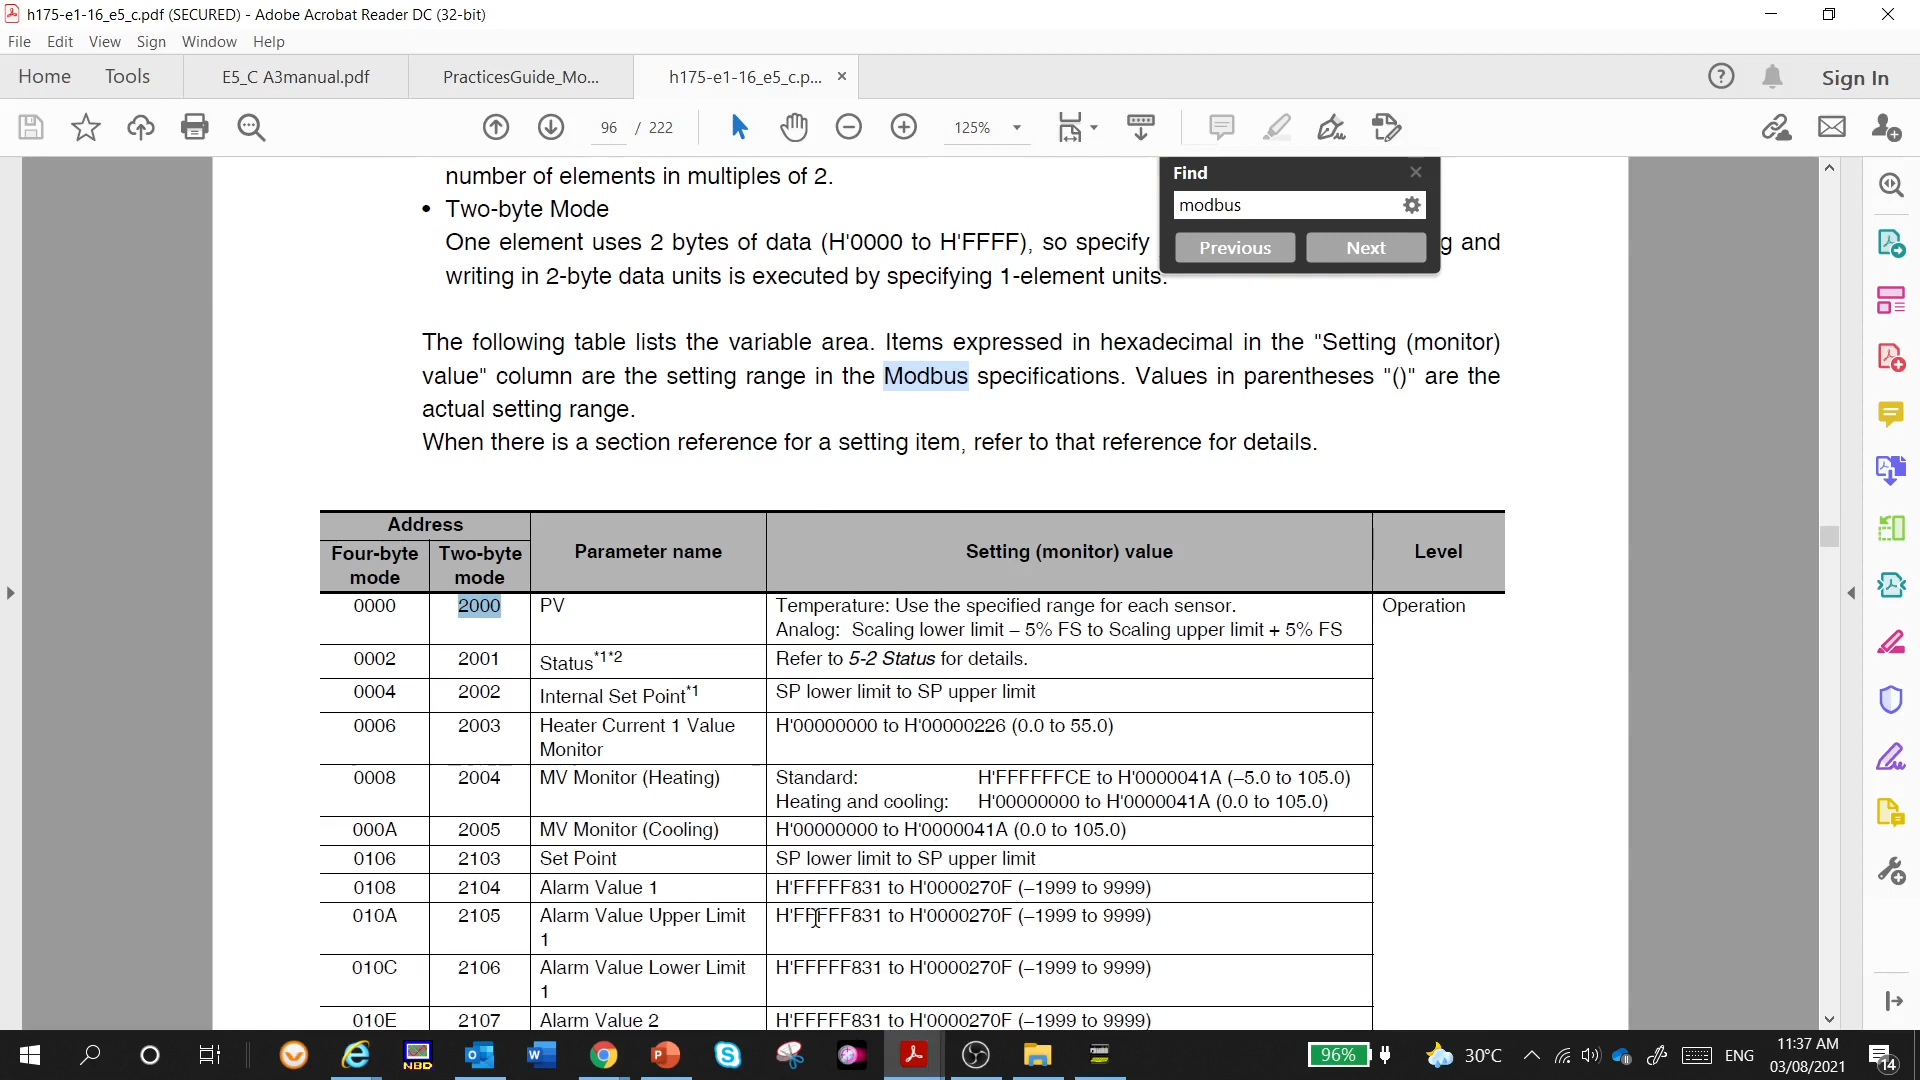 h175-e1-16_e5_c.pdf (SECURED) - Adobe Acrobat Reader DC (32-bit)
File Edit View Sign Window Help
Home Tools E5_C A3manual.pdf PracticesGuide_Mo... h175-e1-16_e5_c.p... × Sign In
96 / 222 125%
number of elements in multiples of 2.
• Two-byte Mode
One element uses 2 bytes of data (H'0000 to H'FFFF), so specify g and
writing in 2-byte data units is executed by specifying 1-element units.
Find
modbus
Previous Next
The following table lists the variable area. Items expressed in hexadecimal in the "Setting (monitor)
value" column are the setting range in the Modbus specifications. Values in parentheses "()" are the
actual setting range.
When there is a section reference for a setting item, refer to that reference for details.
Address
Four-byte mode Two-byte mode Parameter name Setting (monitor) value Level
0000 2000 PV Temperature: Use the specified range for each sensor. Operation
Analog: Scaling lower limit – 5% FS to Scaling upper limit + 5% FS
0002 2001 Status*1*2 Refer to 5-2 Status for details.
0004 2002 Internal Set Point*1 SP lower limit to SP upper limit
0006 2003 Heater Current 1 Value H'00000000 to H'00000226 (0.0 to 55.0)
Monitor
0008 2004 MV Monitor (Heating) Standard: H'FFFFFFCE to H'0000041A (–5.0 to 105.0)
Heating and cooling: H'00000000 to H'0000041A (0.0 to 105.0)
000A 2005 MV Monitor (Cooling) H'00000000 to H'0000041A (0.0 to 105.0)
0106 2103 Set Point SP lower limit to SP upper limit
0108 2104 Alarm Value 1 H'FFFFF831 to H'0000270F (–1999 to 9999)
010A 2105 Alarm Value Upper Limit H'FFFFF831 to H'0000270F (–1999 to 9999)
1
010C 2106 Alarm Value Lower Limit H'FFFFF831 to H'0000270F (–1999 to 9999)
1
010E 2107 Alarm Value 2 H'FFFFF831 to H'0000270F (–1999 to 9999)
NBD 96% 30°C ENG 11:37 AM
03/08/2021 14